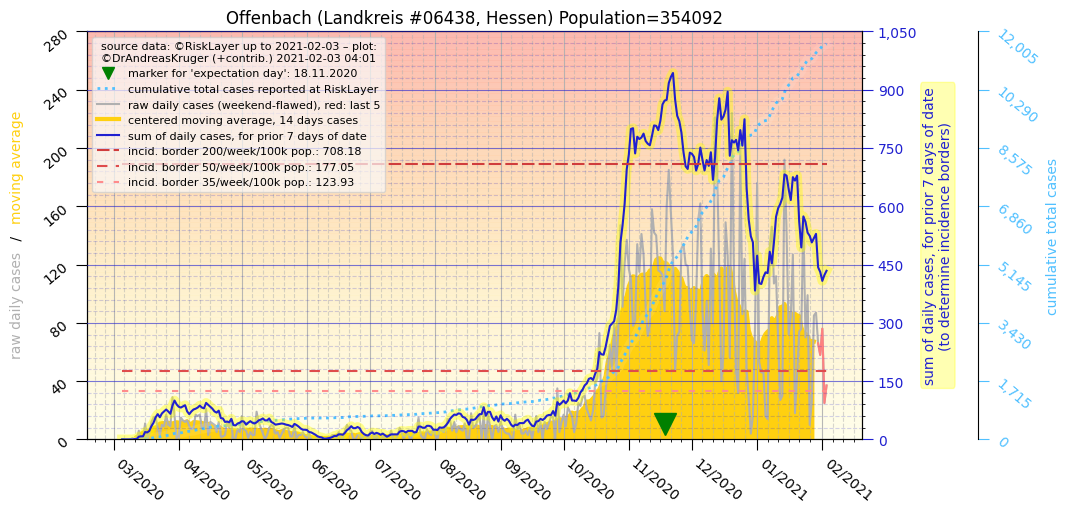 Offenbach (Landkreis #06438, Hessen) Population=354092
source data: ©RiskLayer up to 2021-02-03 – plot:
©DrAndreasKruger (+contrib.) 2021-02-03 04:01
marker for 'expectation day': 18.11.2020
cumulative total cases reported at RiskLayer
raw daily cases (weekend-flawed), red: last 5
centered moving average, 14 days
sum of daily cases, for prior 7 days of date
incid. border 200/week/100k pop.: 708.18
incid. border 50/week/100k pop.: 177.05
incid. border 35/week/100k pop.: 123.93
raw daily cases / moving average
280
240
200
160
120
80
40
0
1,050
900
750
600
450
300
150
0
sum of daily cases, for prior 7 days of date
(to determine incidence borders)
12,005
10,290
8,575
6,860
5,145
3,430
1,715
0
cumulative total cases
03/2020
04/2020
05/2020
06/2020
07/2020
08/2020
09/2020
10/2020
11/2020
12/2020
01/2021
02/2021